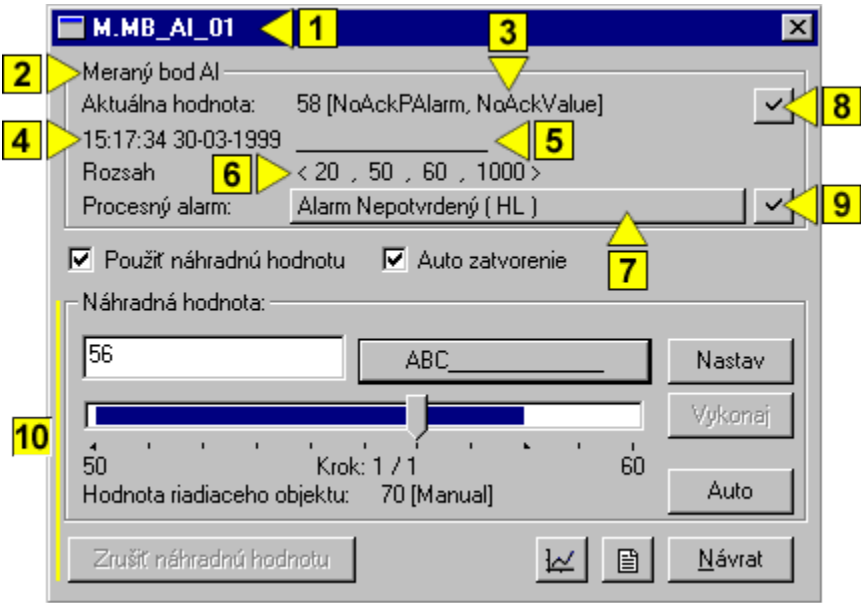 M.MB_AI_01 1
3
2 Meraný bod AI
Aktuálna hodnota: 58 [NoAckPAlarm, NoAckValue] 8
4 15:17:34 30-03-1999 ________________ 5
Rozsah 6 < 20 , 50 , 60 , 1000 >
Procesný alarm: Alarm Nepotvrdený ( HL ) 9
Použiť náhradnú hodnotu Auto zatvorenie 7
Náhradná hodnota:
56 ABC_____________ Nastav
Vykonaj
10
50 Krok: 1 / 1 60
Hodnota riadiaceho objektu: 70 [Manual] Auto
Zrušiť náhradnú hodnotu Návrat